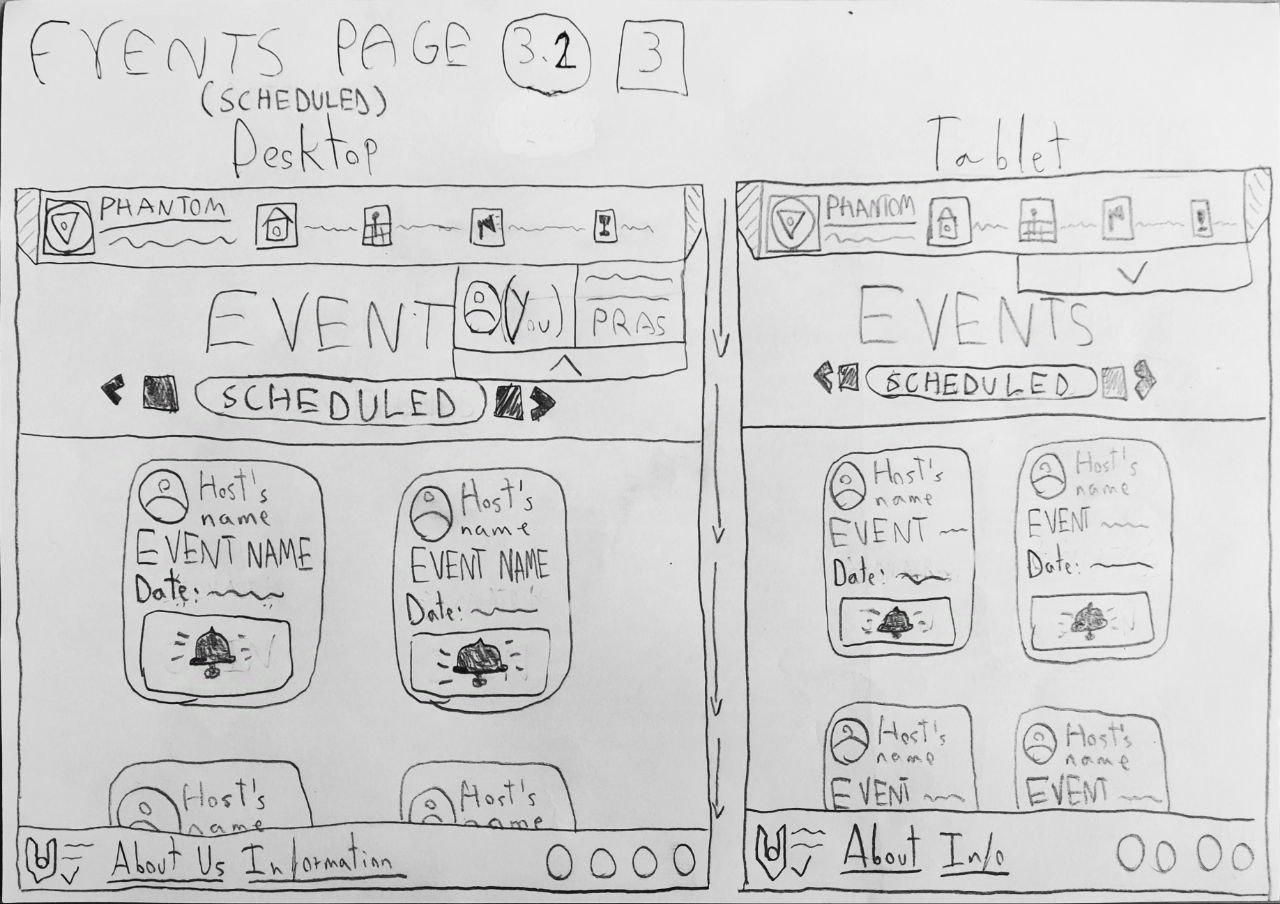 EVENTS PAGE 3.2 3
(SCHEDULED)
Desktop
PHANTOM
EVENT
(You)
PRAS
SCHEDULED
Host's
name
EVENT NAME
Date:
Host's
name
EVENT NAME
Date:
Host's
name
Host's
name
About Us Information
Tablet
PHANTOM
EVENTS
SCHEDULED
Host's
name
EVENT
Date:
Host's
name
EVENT
Date:
Host's
name
EVENT
Host's
name
EVENT
About Info